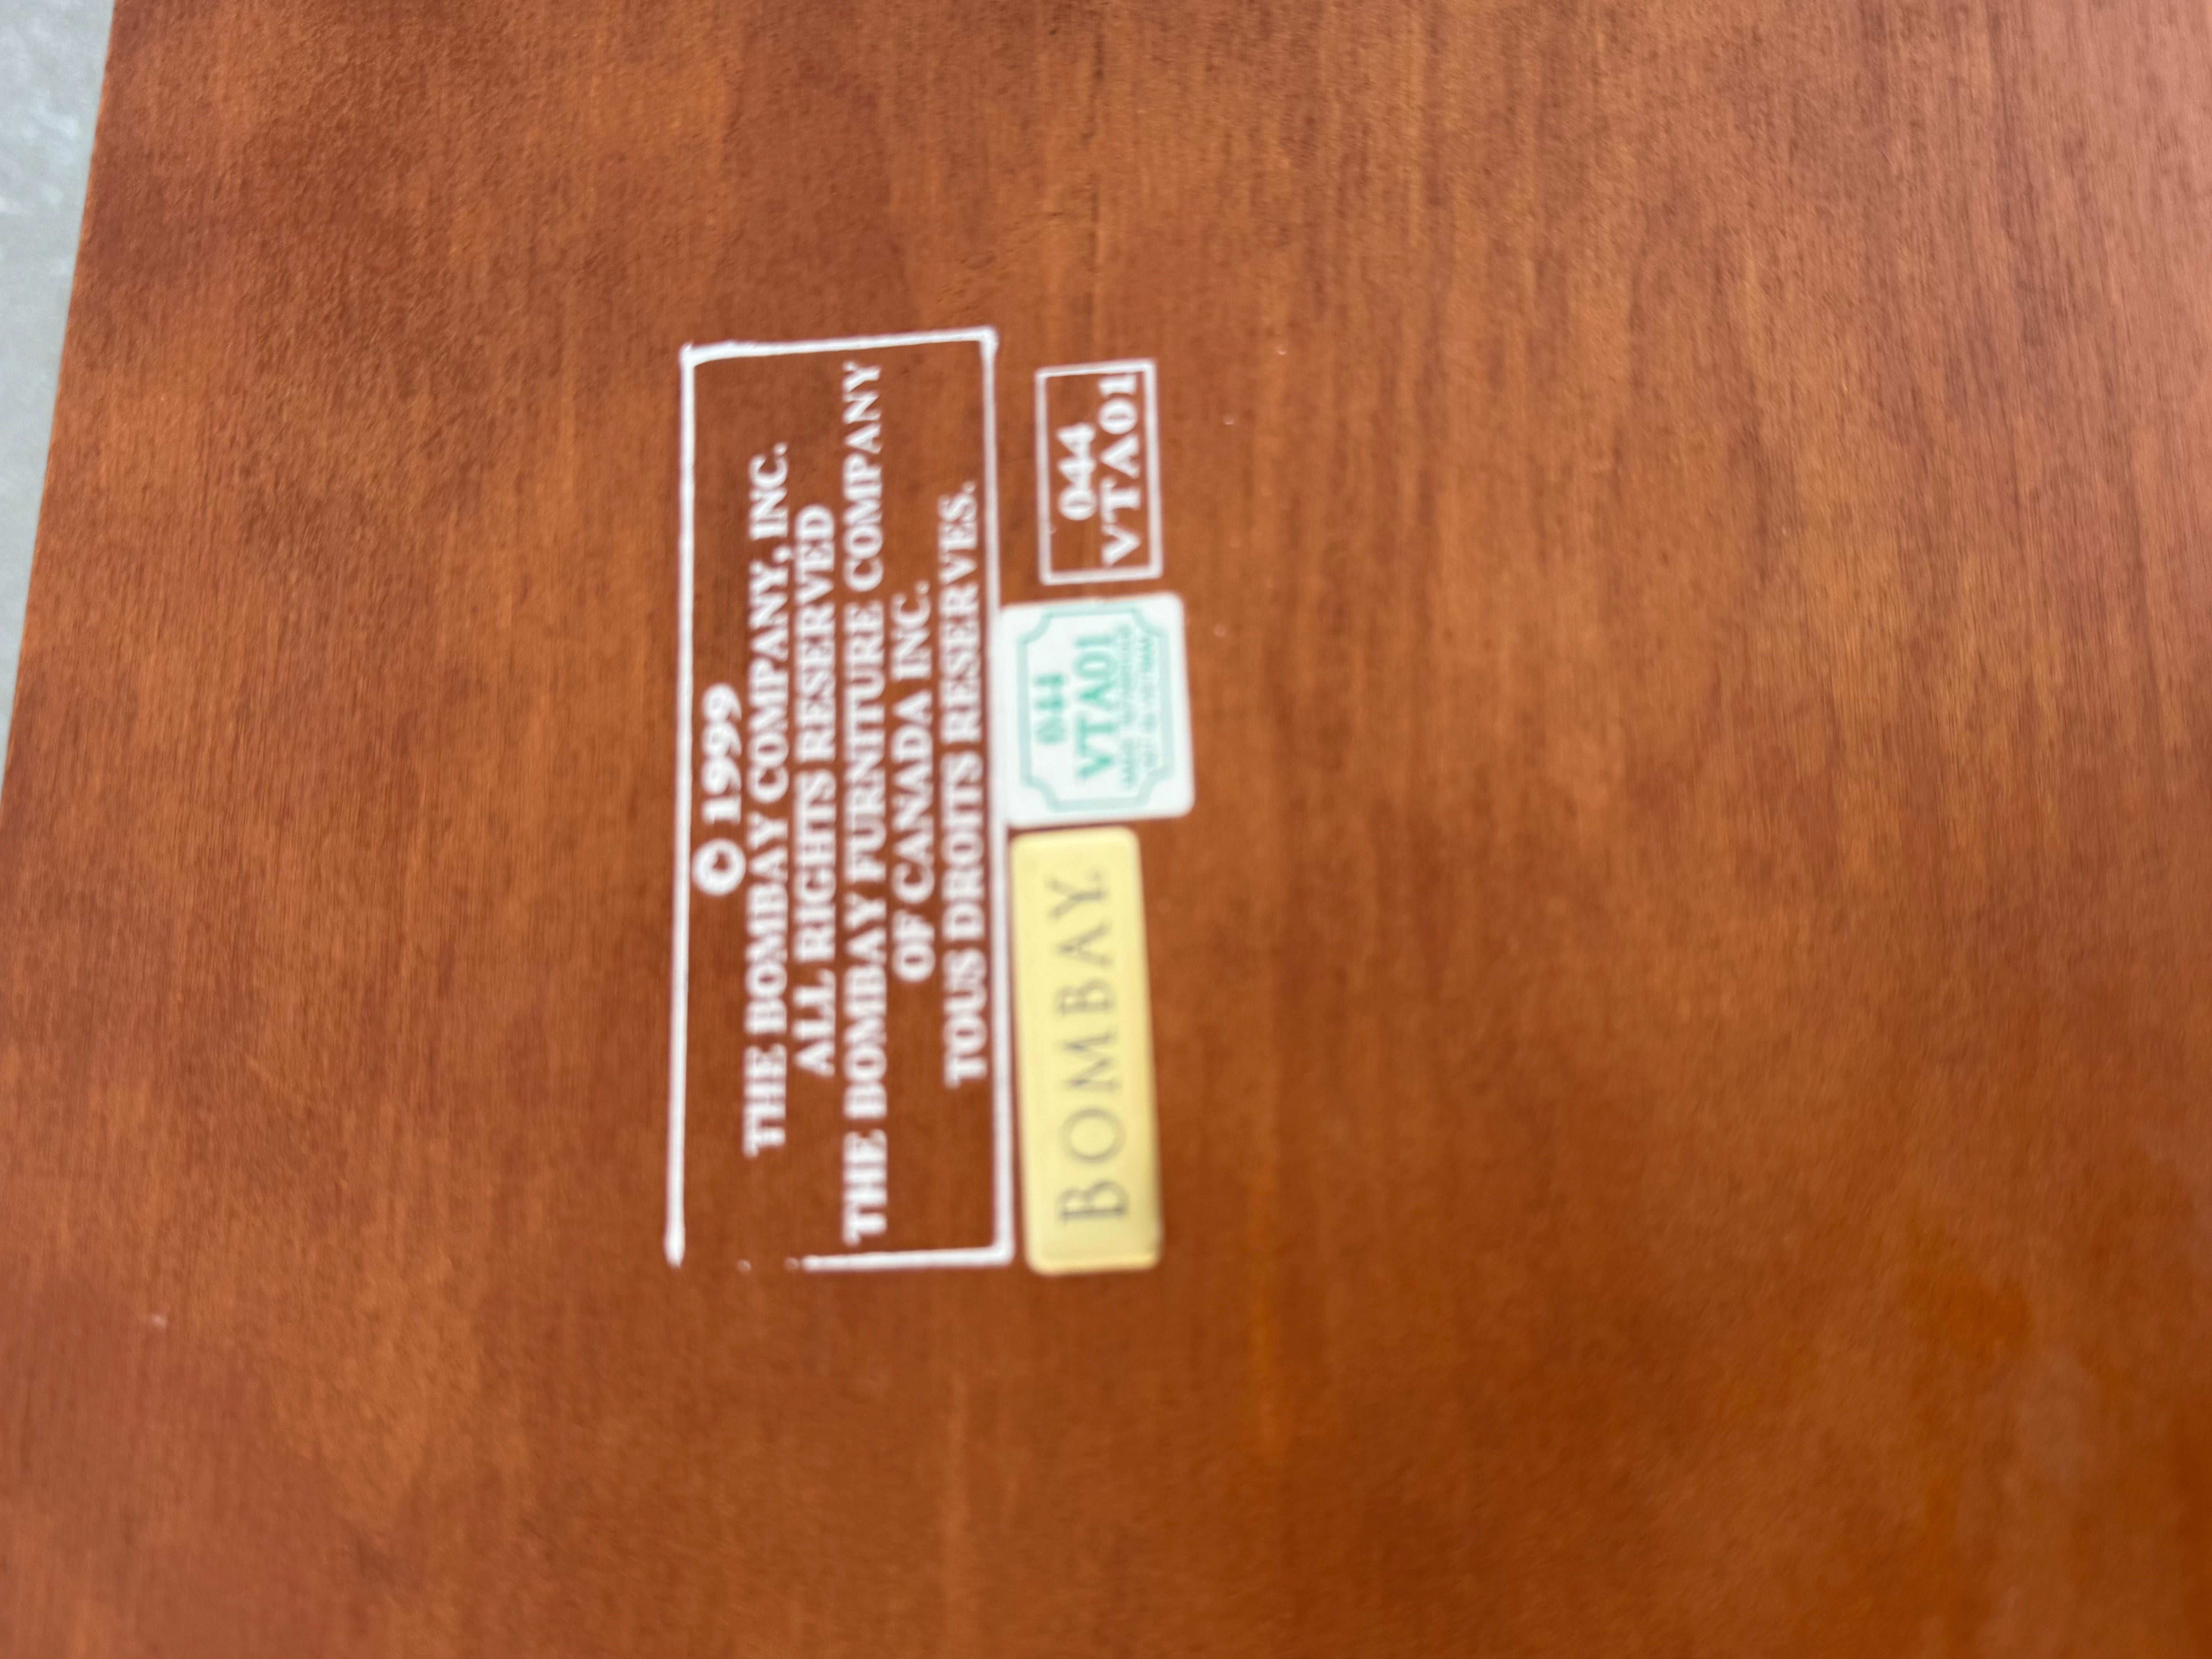 © 1999
THE BOMBAY COMPANY, INC.
ALL RIGHTS RESERVED
THE BOMBAY FURNITURE COMPANY
OF CANADA INC.
TOUS DROITS RESERVES.
BOMBAY
044
VTA01
044
VTA01